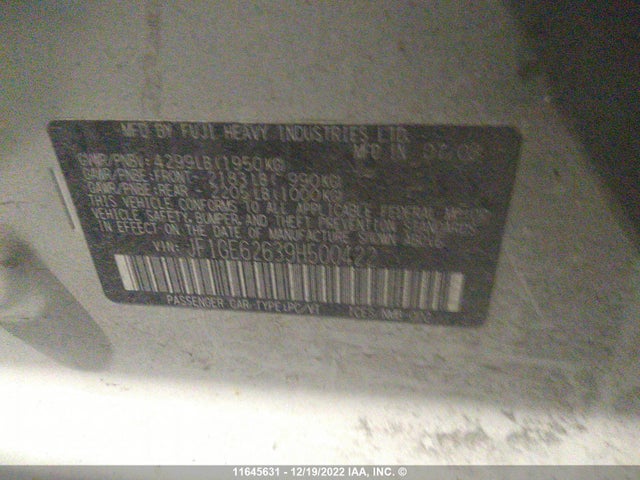 MFD BY FUJI HEAVY INDUSTRIES LTD.
MFD IN 07/08
GVWR/PNBV: 4299LB(1950KG)
GAWR/PNBE:FRONT- 2183LB( 990KG)
GAWR/PNBE:REAR - 2205LB(1000KG)
THIS VEHICLE CONFORMS TO ALL APPLICABLE FEDERAL MOTOR
VEHICLE SAFETY,BUMPER,AND THEFT PREVENTION STANDARDS
IN EFFECT ON THE DATE OF MANUFACTURE SHOWN ABOVE.
VIN: JF1GE62639H500422
PASSENGER CAR-TYPE:PC/VT
11645631 - 12/19/2022 IAA, INC. ©